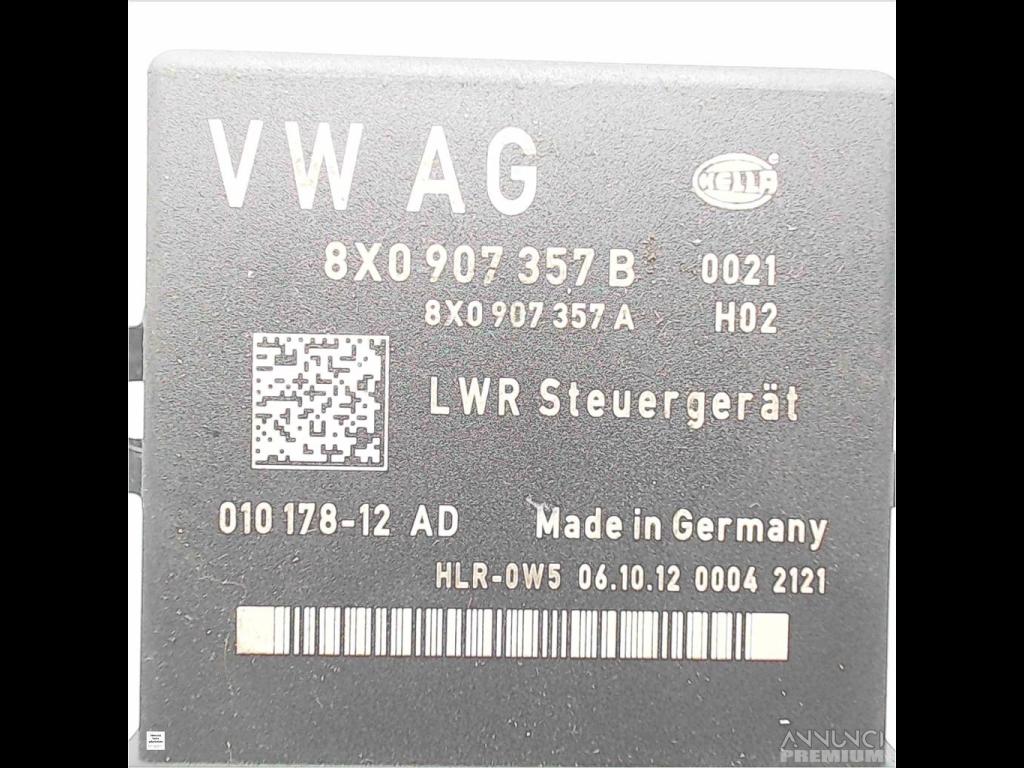 VW AG
HELLA
8X0 907 357 B 0021
8X0 907 357 A H02
LWR Steuergerät
010 178-12 AD Made in Germany
HLR-0W5 06.10.12 0004 2121
ANNUNCI
PREMIUM